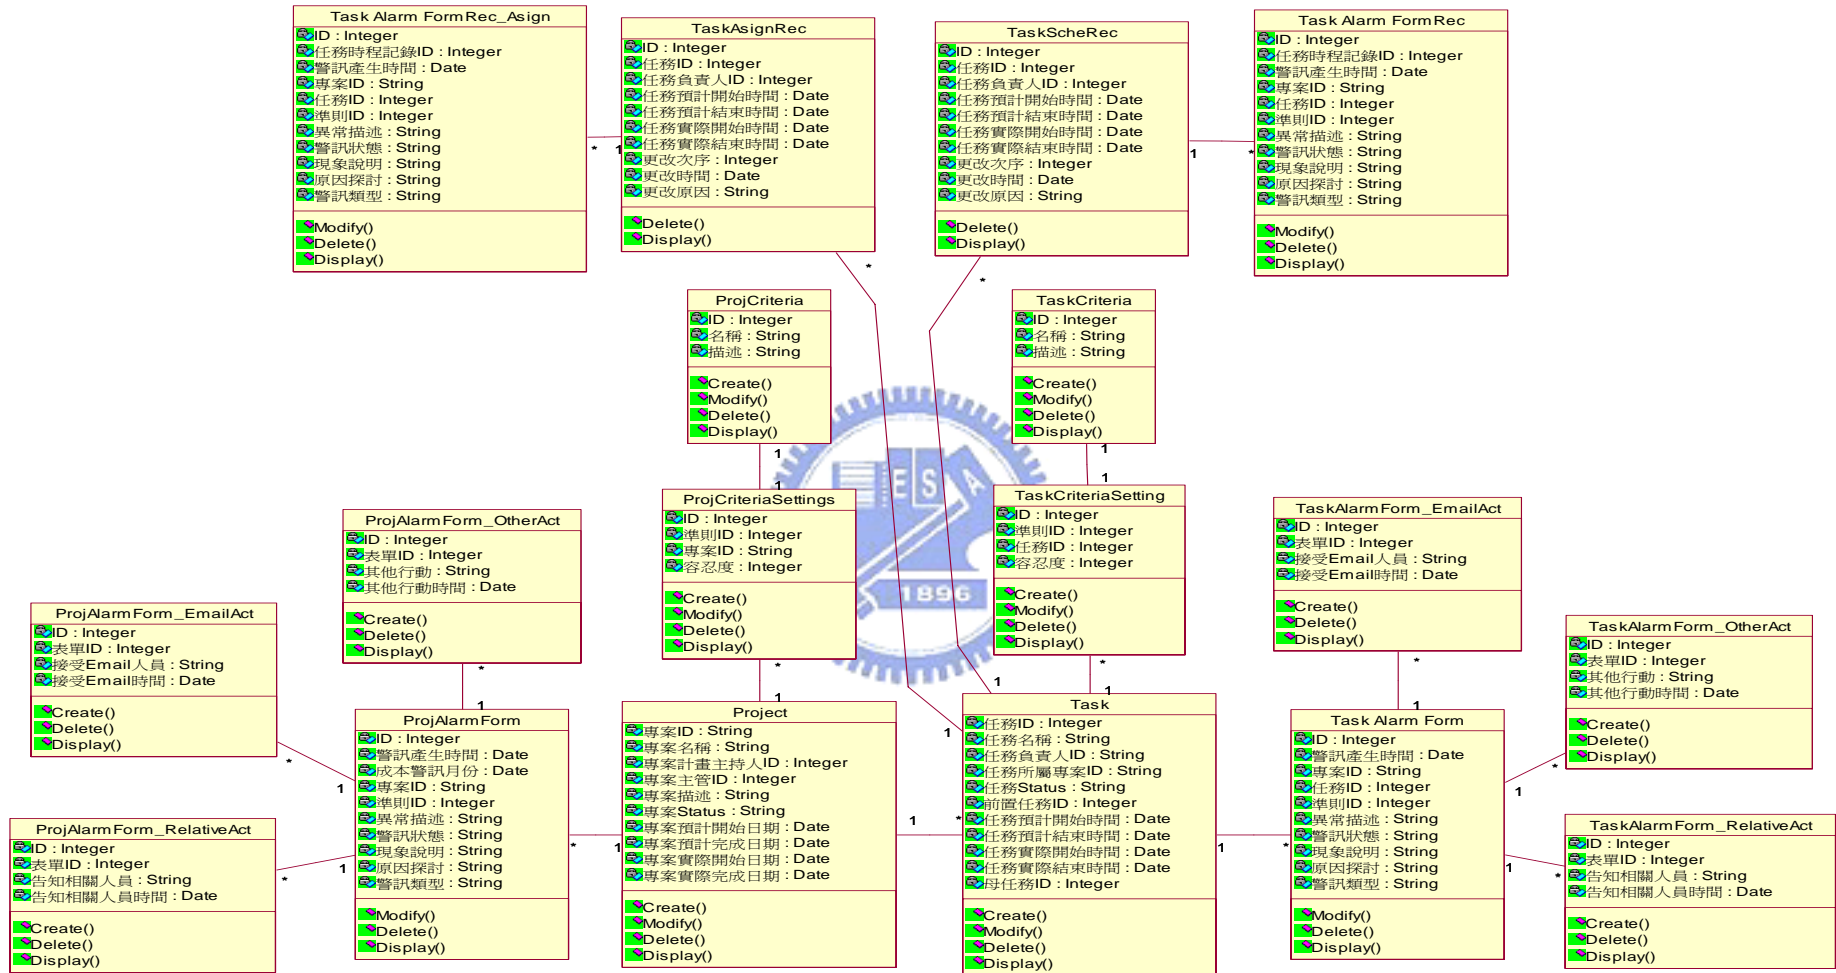 Task Alarm FormRec_Asign
ID : Integer
任務時程記錄ID : Integer
警訊產生時間 : Date
專案ID : String
任務ID : Integer
準則ID : Integer
異常描述 : String
警訊狀態 : String
現象說明 : String
原因探討 : String
警訊類型 : String
Modify()
Delete()
Display()
* 1
TaskAsignRec
ID : Integer
任務ID : Integer
任務負責人ID : Integer
任務預計開始時間 : Date
任務預計結束時間 : Date
任務實際開始時間 : Date
任務實際結束時間 : Date
更改次序 : Integer
更改時間 : Date
更改原因 : String
Delete()
Display()
*
TaskScheRec
ID : Integer
任務ID : Integer
任務負責人ID : Integer
任務預計開始時間 : Date
任務預計結束時間 : Date
任務實際開始時間 : Date
任務實際結束時間 : Date
更改次序 : Integer
更改時間 : Date
更改原因 : String
Delete()
Display()
*
1 *
Task Alarm FormRec
ID : Integer
任務時程記錄ID : Integer
警訊產生時間 : Date
專案ID : String
任務ID : Integer
準則ID : Integer
異常描述 : String
警訊狀態 : String
現象說明 : String
原因探討 : String
警訊類型 : String
Modify()
Delete()
Display()
ProjCriteria
ID : Integer
名稱 : String
描述 : String
Create()
Modify()
Delete()
Display()
1
1
TaskCriteria
ID : Integer
名稱 : String
描述 : String
Create()
Modify()
Delete()
Display()
1
1
ES A
1896
ProjCriteriaSettings
ID : Integer
準則ID : Integer
專案ID : String
容忍度 : Integer
Create()
Modify()
Delete()
Display()
*
1
TaskCriteriaSetting
ID : Integer
準則ID : Integer
任務ID : Integer
容忍度 : Integer
Create()
Modify()
Delete()
Display()
*
1
1
1
ProjAlarmForm_OtherAct
ID : Integer
表單ID : Integer
其他行動 : String
其他行動時間 : Date
Create()
Delete()
Display()
*
1
TaskAlarmForm_EmailAct
ID : Integer
表單ID : Integer
接受Email人員 : String
接受Email時間 : Date
Create()
Delete()
Display()
*
1
ProjAlarmForm_EmailAct
ID : Integer
表單ID : Integer
接受Email人員 : String
接受Email時間 : Date
Create()
Delete()
Display()
*
1
TaskAlarmForm_OtherAct
ID : Integer
表單ID : Integer
其他行動 : String
其他行動時間 : Date
Create()
Delete()
Display()
*
1
ProjAlarmForm_RelativeAct
ID : Integer
表單ID : Integer
告知相關人員 : String
告知相關人員時間 : Date
Create()
Delete()
Display()
*
1
ProjAlarmForm
ID : Integer
警訊產生時間 : Date
成本警訊月份 : Date
專案ID : String
準則ID : Integer
異常描述 : String
警訊狀態 : String
現象說明 : String
原因探討 : String
警訊類型 : String
Modify()
Delete()
Display()
* 1
Project
專案ID : String
專案名稱 : String
專案計畫主持人ID : Integer
專案主管ID : Integer
專案描述 : String
專案Status : String
專案預計開始日期 : Date
專案預計完成日期 : Date
專案實際開始日期 : Date
專案實際完成日期 : Date
Create()
Modify()
Delete()
Display()
1 *
Task
任務ID : Integer
任務名稱 : String
任務負責人ID : String
任務所屬專案ID : String
任務Status : String
前置任務ID : Integer
任務預計開始時間 : Date
任務預計結束時間 : Date
任務實際開始時間 : Date
任務實際結束時間 : Date
母任務ID : Integer
Create()
Modify()
Delete()
Display()
1 *
Task Alarm Form
ID : Integer
警訊產生時間 : Date
專案ID : String
任務ID : Integer
準則ID : Integer
異常描述 : String
警訊狀態 : String
現象說明 : String
原因探討 : String
警訊類型 : String
Modify()
Delete()
Display()
1
*
TaskAlarmForm_RelativeAct
ID : Integer
表單ID : Integer
告知相關人員 : String
告知相關人員時間 : Date
Create()
Delete()
Display()